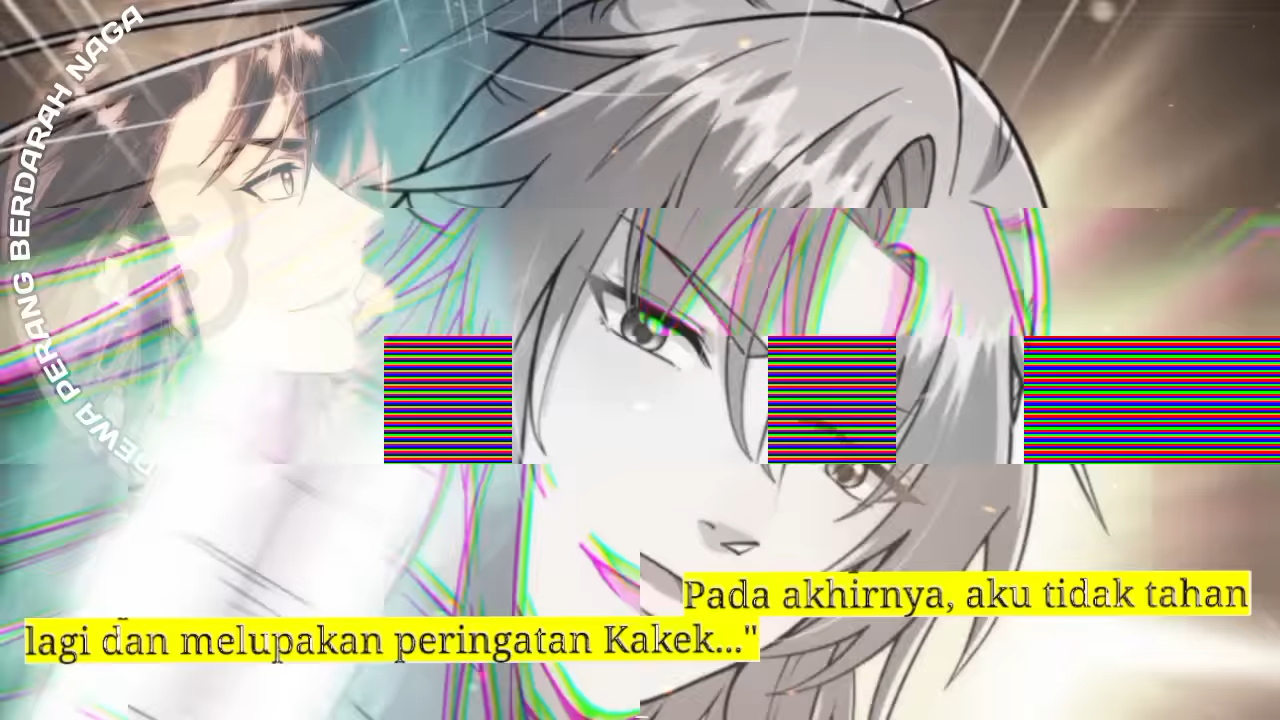 DEWA PERANG BERDARAH NAGA
Pada akhirnya, aku tidak tahan
lagi dan melupakan peringatan Kakek..."